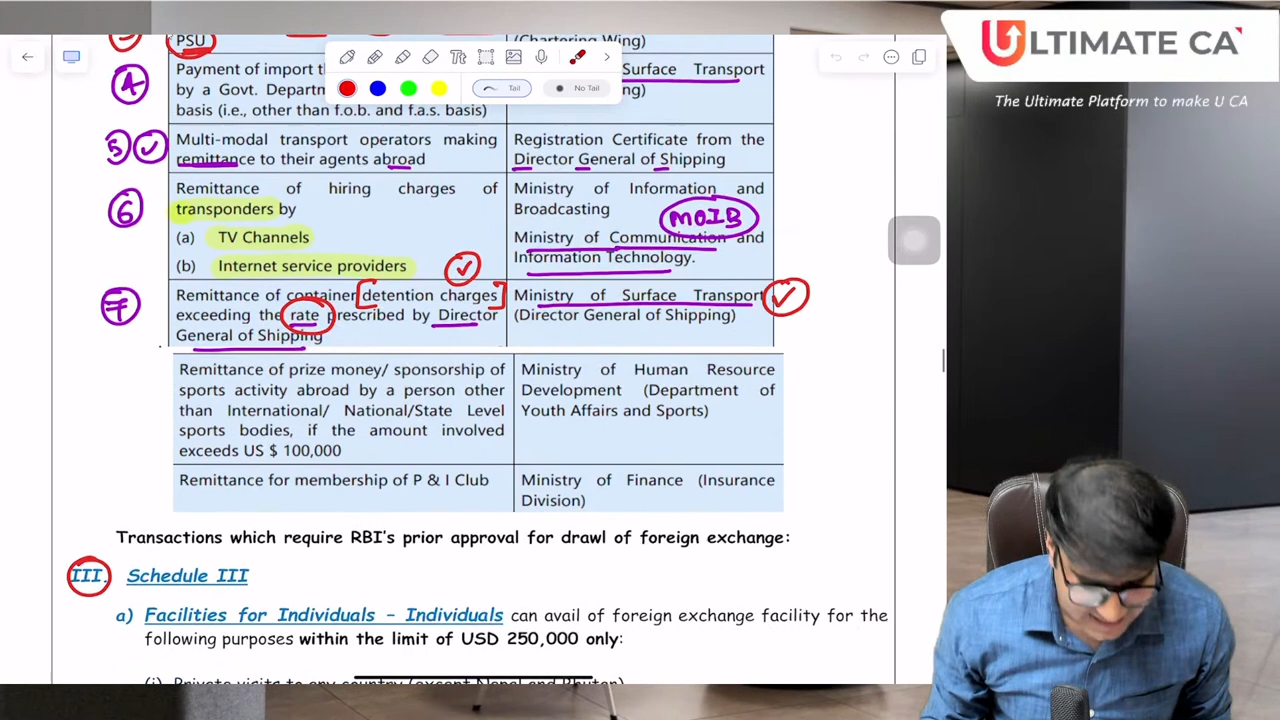 PSU
(Chartering Wing)
ULTIMATE CA
The Ultimate Platform to make U CA
Tail
No Tail
4
Payment of import
Surface Transport
by a Govt.
basis (i.e., other than f.o.b. and f.a.s. basis)
5
Multi-modal transport operators making
remittance to their agents abroad
Registration Certificate from the
Director General of Shipping
6
Remittance of hiring charges of
transponders by
(a) TV Channels
(b) Internet service providers
Ministry of Information and
Broadcasting
MOIB
Ministry of Communication and
Information Technology.
7
Remittance of container detention charges
exceeding the rate prescribed by Director
General of Shipping
Ministry of Surface Transport
(Director General of Shipping)
Remittance of prize money/ sponsorship of
sports activity abroad by a person other
than International/ National/State Level
sports bodies, if the amount involved
exceeds US $ 100,000
Ministry of Human Resource
Development (Department of
Youth Affairs and Sports)
Remittance for membership of P & I Club
Ministry of Finance (Insurance
Division)
Transactions which require RBI's prior approval for drawl of foreign exchange:
III. Schedule III
a) Facilities for Individuals – Individuals can avail of foreign exchange facility for the
following purposes within the limit of USD 250,000 only:
(i) Private visits to any country (except Nepal and Bhutan)